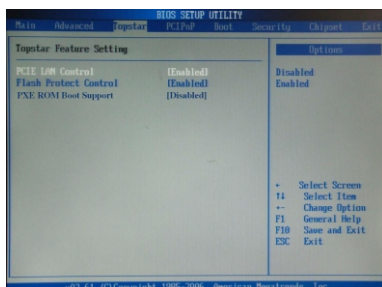 BIOS SETUP UTILITY
Main Advanced Topstar PCIPnP Boot Security Chipset Exit
Topstar Feature Setting
PCIE LAN Control [Enabled]
Flash Protect Control [Enabled]
PXE ROM Boot Support [Disabled]
Options
Disabled
Enabled
← Select Screen
↑↓ Select Item
←- Change Option
F1 General Help
F10 Save and Exit
ESC Exit
v02.61 (C)Copyright 1985-2006, American Megatrends, Inc.